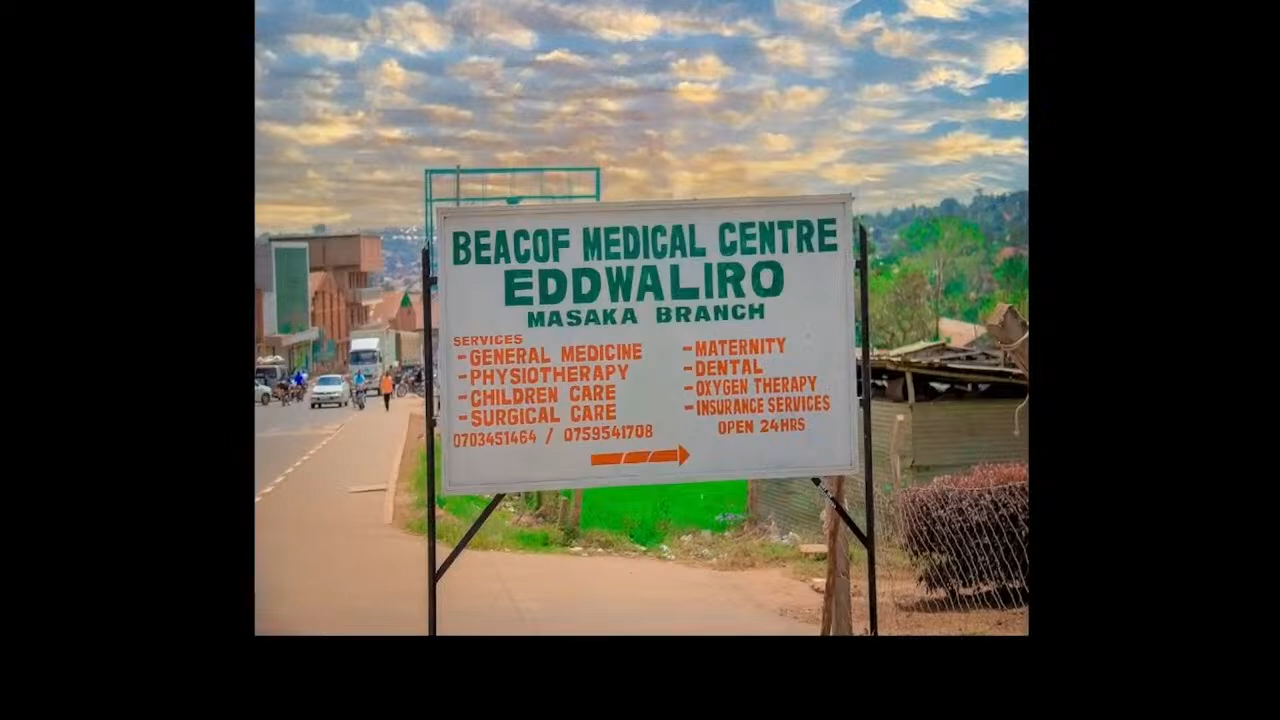 BEACOF MEDICAL CENTRE
EDDWALIRO
MASAKA BRANCH
SERVICES
-GENERAL MEDICINE
-PHYSIOTHERAPY
-CHILDREN CARE
-SURGICAL CARE
0703451464 / 0759541708
-MATERNITY
-DENTAL
-OXYGEN THERAPY
-INSURANCE SERVICES
OPEN 24HRS